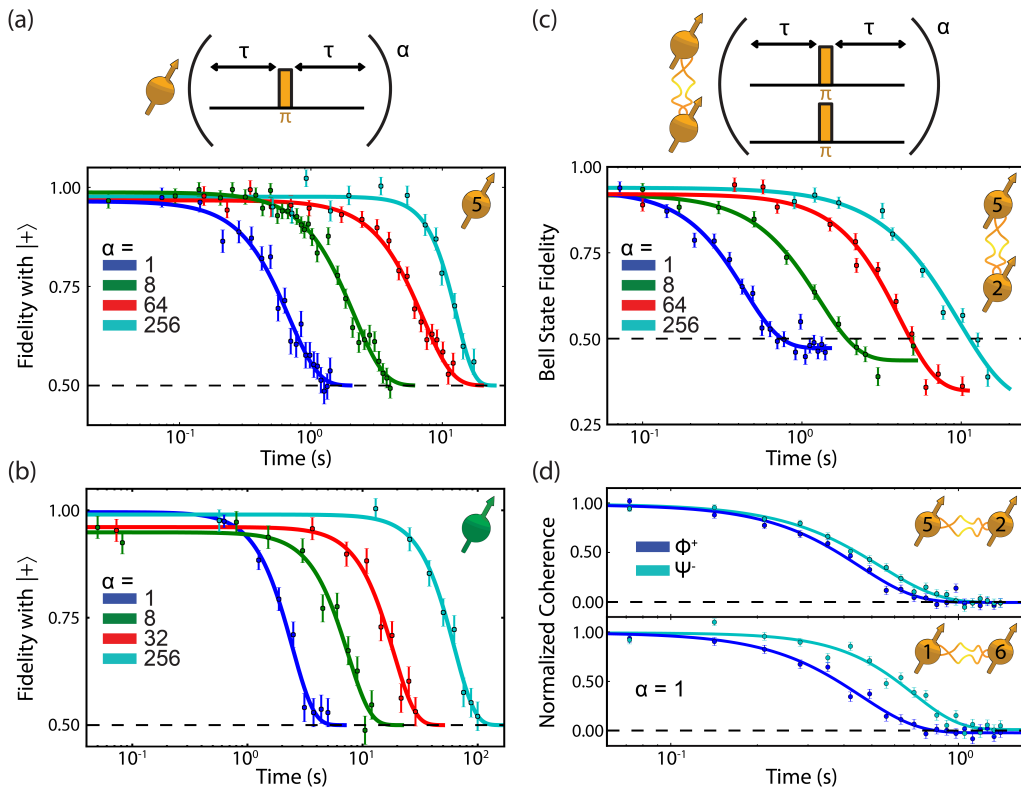 (a)
τ τ α
π
Fidelity with |+⟩
1.00
0.75
0.50
α =
1
8
64
256
5
10⁻¹ 10⁰ 10¹
Time (s)
(b)
Fidelity with |+⟩
1.00
0.75
0.50
α =
1
8
32
256
10⁻¹ 10⁰ 10¹ 10²
Time (s)
(c)
τ τ α
π
π
Bell State Fidelity
1.00
0.75
0.50
0.25
α =
1
8
64
256
5
2
10⁻¹ 10⁰ 10¹
Time (s)
(d)
Normalized Coherence
1.00
0.50
0.00
Φ⁺
Ψ⁻
5 2
1.00
0.50
0.00
α = 1
1 6
10⁻¹ 10⁰
Time (s)